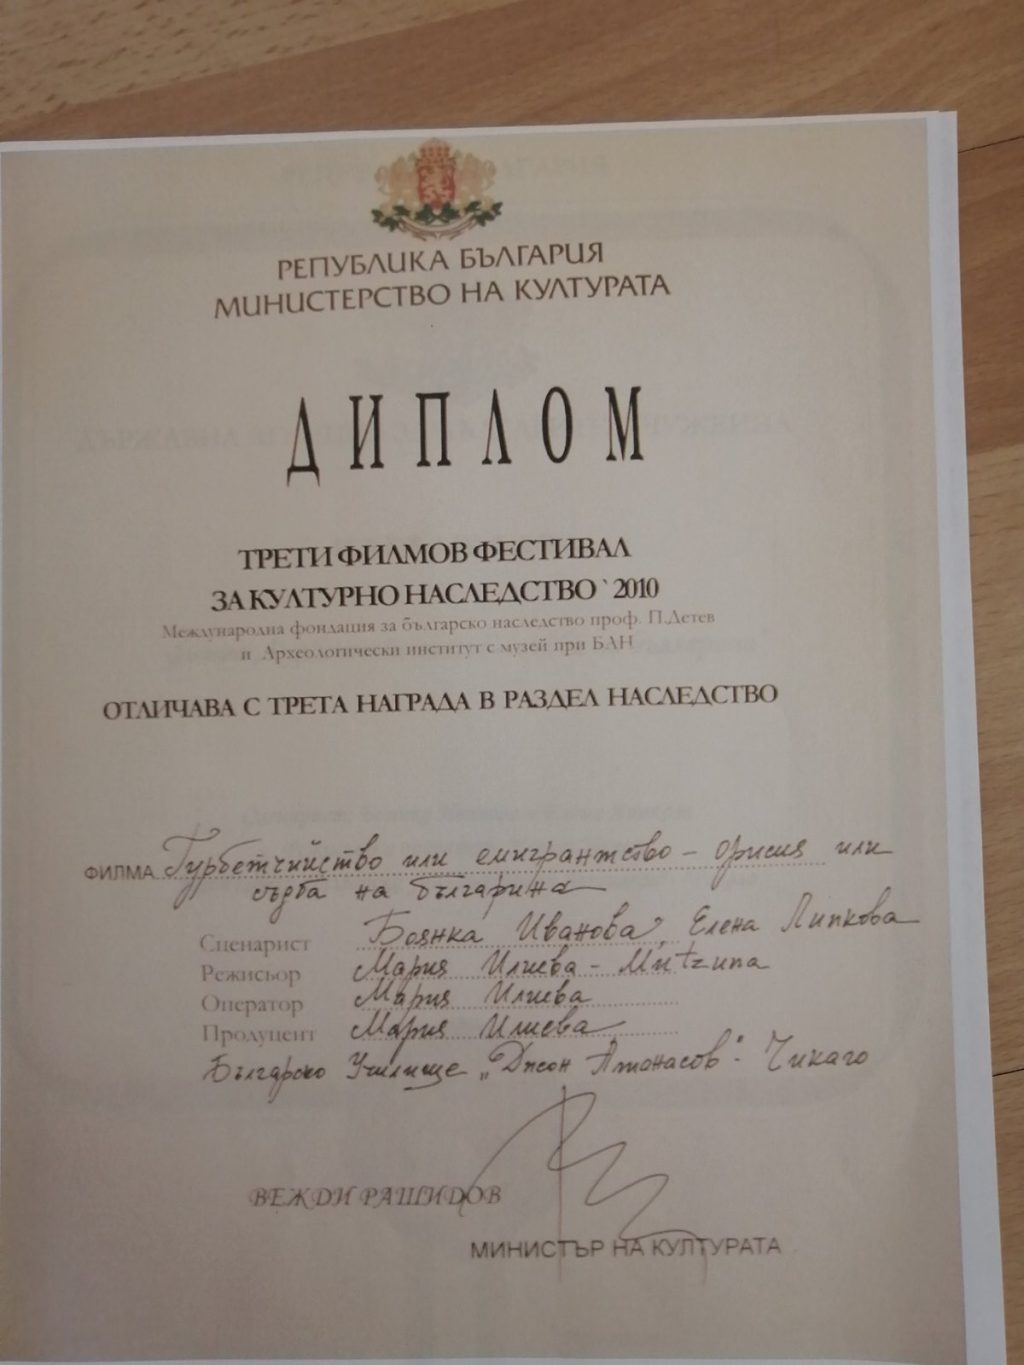 РЕПУБЛИКА БЪЛГАРИЯ
МИНИСТЕРСТВО НА КУЛТУРАТА
ДИПЛОМ
ТРЕТИ ФИЛМОВ ФЕСТИВАЛ
ЗА КУЛТУРНО НАСЛЕДСТВО ` 2010
Международна фондация за българско наследство проф. П.Детев
и Археологически институт с музей при БАН
ОТЛИЧАВА С ТРЕТА НАГРАДА В РАЗДЕЛ НАСЛЕДСТВО
ФИЛМА Гурбетчийство или емигрантство – орисия или
съдба на българина
Сценарист Боянка Иванова, Елена Липкова
Режисьор Мария Илиева –
Оператор Мария Илиева
Продуцент Мария Илиева
Българско Училище „Джон Атанасов" - Чикаго
ВЕЖДИ РАШИДОВ
МИНИСТЪР НА КУЛТУРАТА